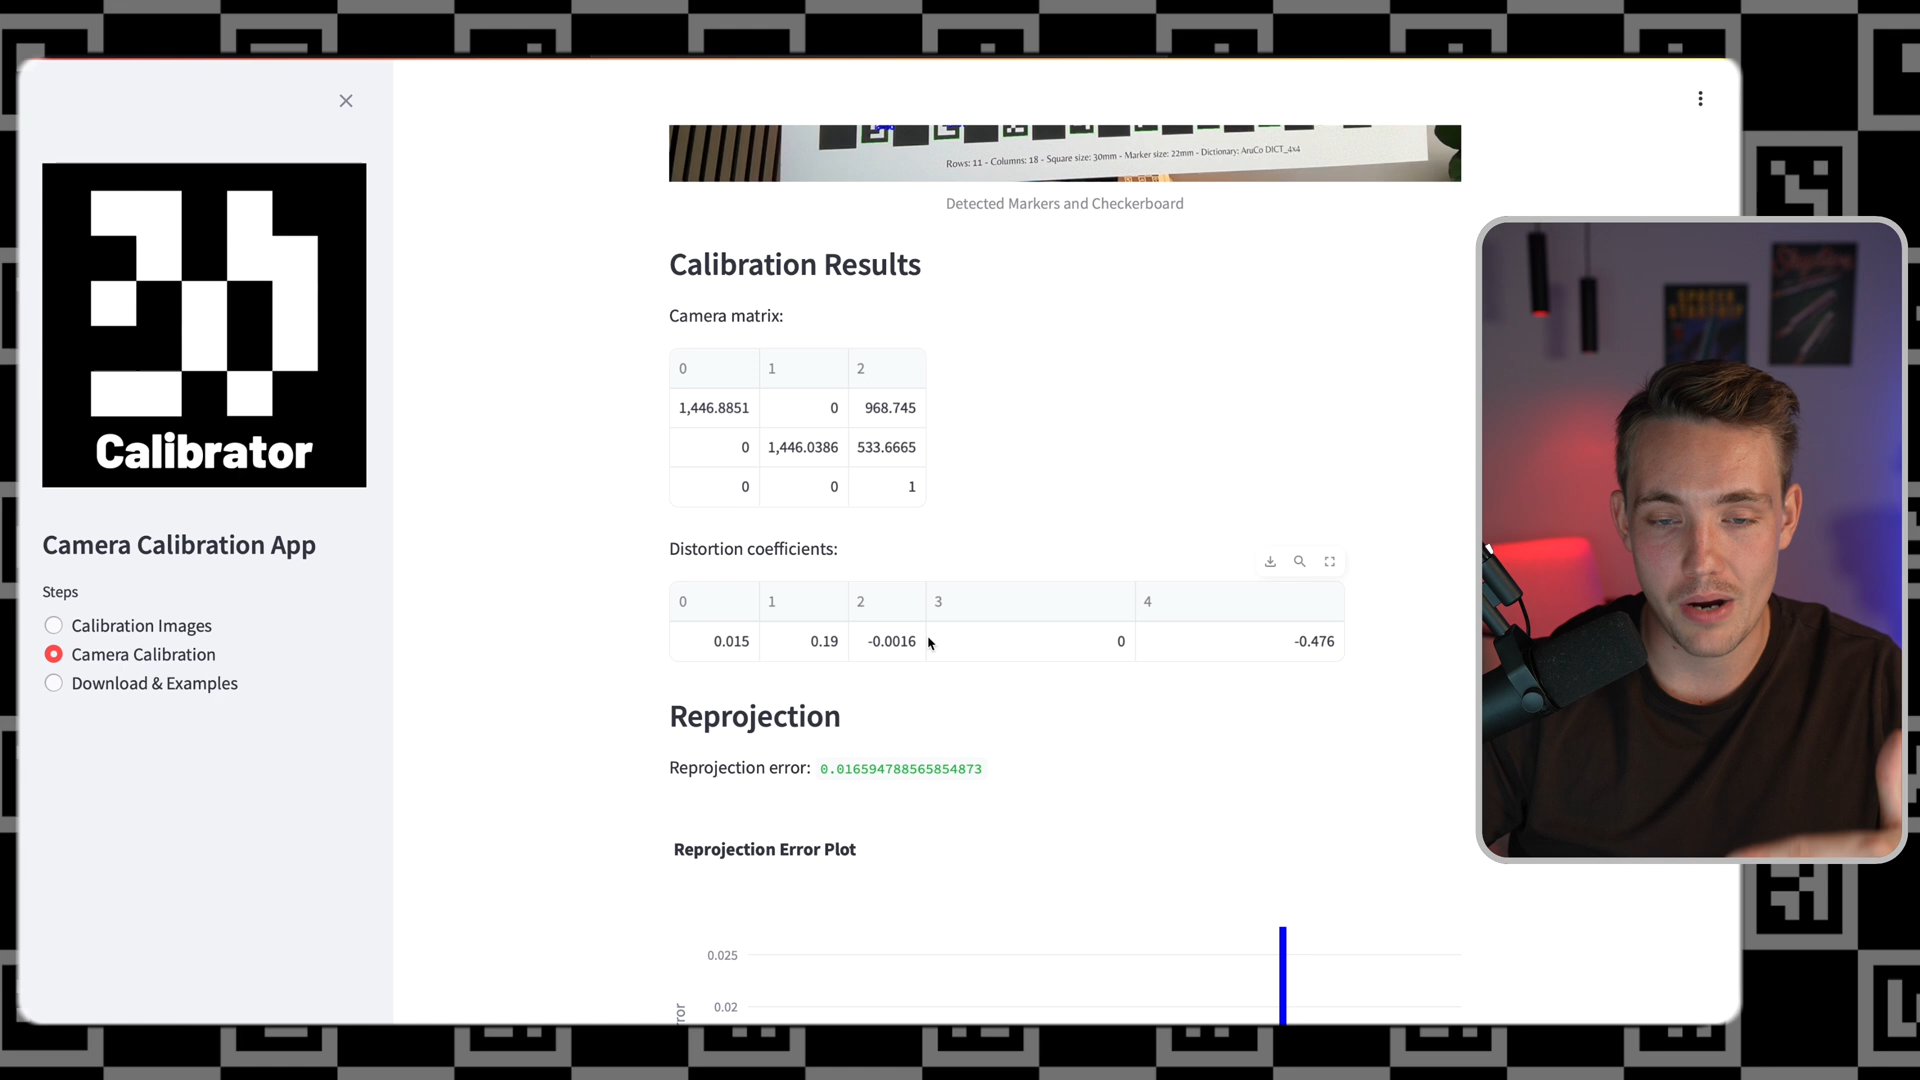 Calibrator
Camera Calibration App
Steps
Calibration Images
Camera Calibration
Download & Examples
Rows: 11 - Columns: 18 - Square size: 30mm - Marker size: 22mm - Dictionary: AruCo DICT_4x4
Detected Markers and Checkerboard
Calibration Results
Camera matrix:
0 1 2
1,446.8851 0 968.745
0 1,446.0386 533.6665
0 0 1
Distortion coefficients:
0 1 2 3 4
0.015 0.19 -0.0016 0 -0.476
Reprojection
Reprojection error: 0.016594788565854873
Reprojection Error Plot
0.025
0.02